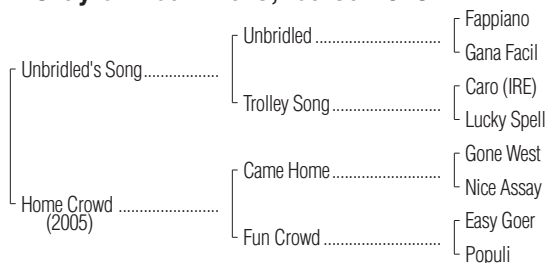 Fappiano
Unbridled
Gana Facil
Unbridled's Song
Caro (IRE)
Trolley Song
Lucky Spell
Gone West
Came Home
Nice Assay
Home Crowd
(2005)
Easy Goer
Fun Crowd
Populi